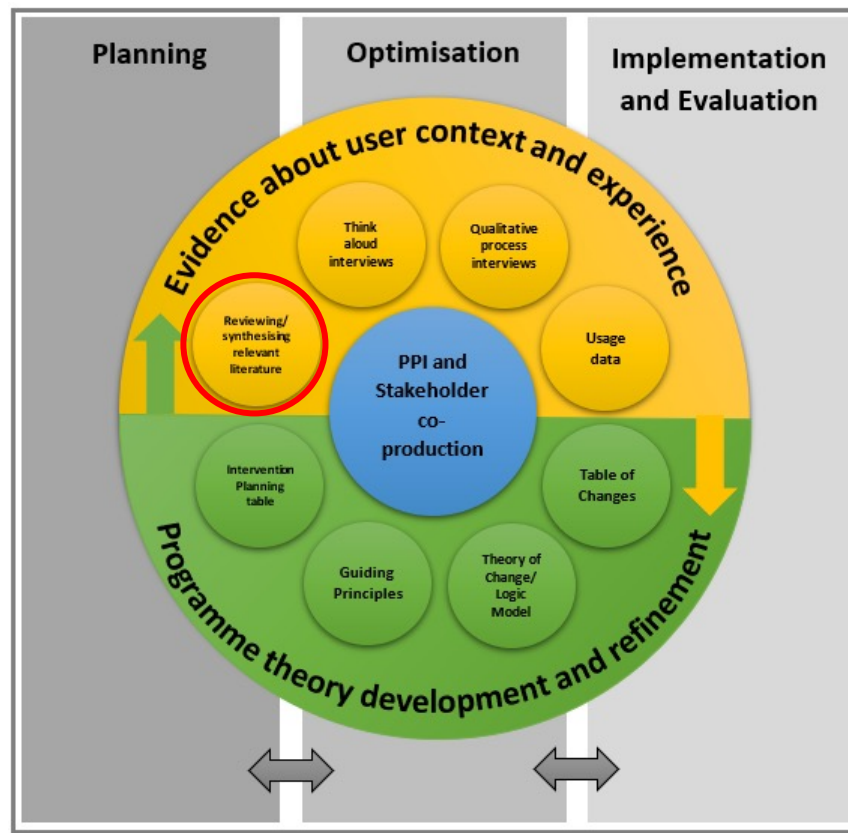 Planning
Optimisation
Implementation
and Evaluation
Evidence about user context and experience
Think
aloud
interviews
Qualitative
process
interviews
Reviewing/
synthesising
relevant
literature
Usage
data
PPI and
Stakeholder
co-
production
Intervention
Planning
table
Table of
Changes
Guiding
Principles
Theory of
Change/
Logic
Model
Programme theory development and refinement